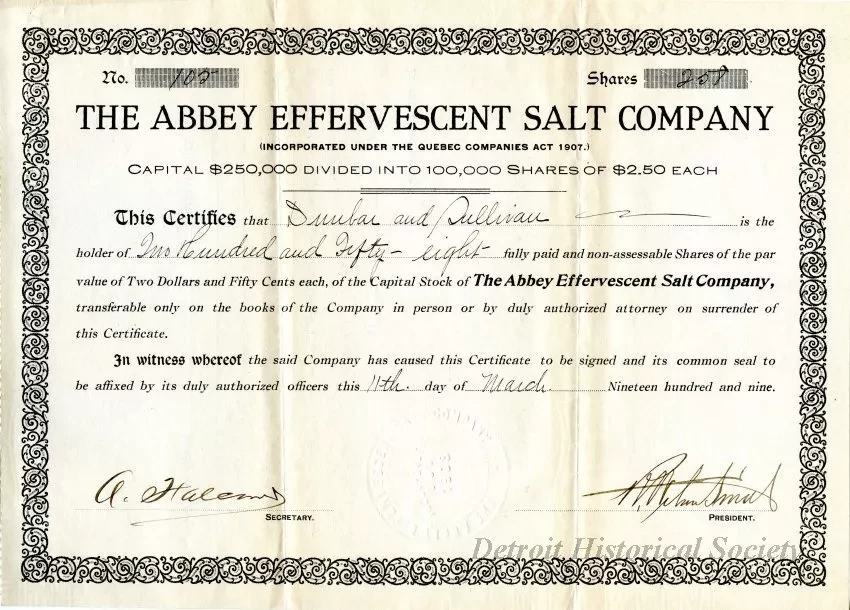 No. 105 Shares 258
THE ABBEY EFFERVESCENT SALT COMPANY
(INCORPORATED UNDER THE QUEBEC COMPANIES ACT 1907.)
CAPITAL $250,000 DIVIDED INTO 100,000 SHARES OF $2.50 EACH
This Certifies that Dunbar and Sullivan is the
holder of Two Hundred and Fifty-eight fully paid and non-assessable Shares of the par
value of Two Dollars and Fifty Cents each, of the Capital Stock of The Abbey Effervescent Salt Company,
transferable only on the books of the Company in person or by duly authorized attorney on surrender of
this Certificate.
In witness whereof the said Company has caused this Certificate to be signed and its common seal to
be affixed by its duly authorized officers this 11th. day of March Nineteen hundred and nine.
A.
SECRETARY.
PRESIDENT.
Detroit Historical Society